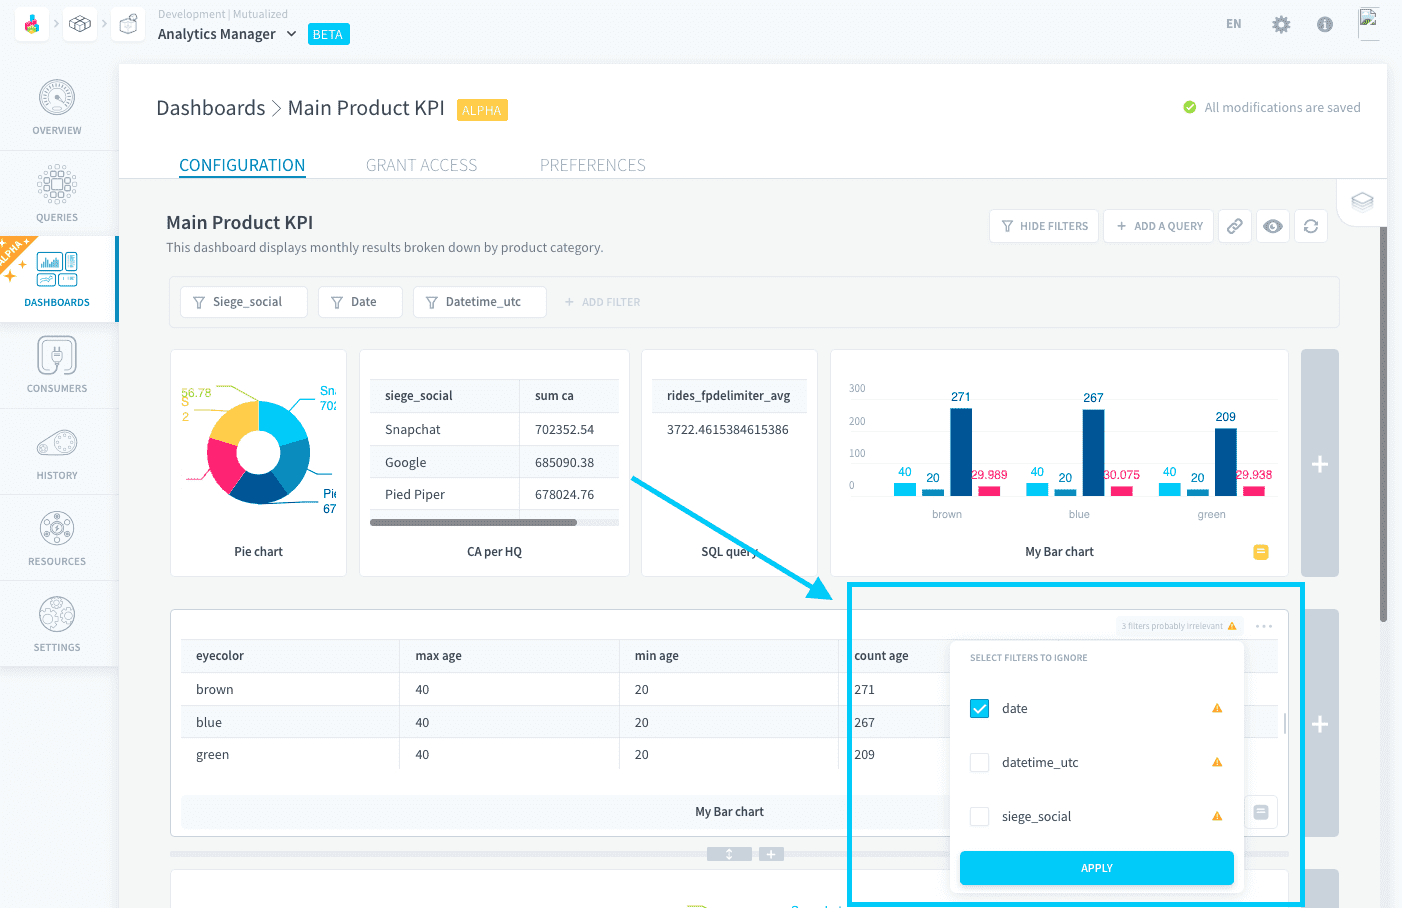 Development | Mutualized
Analytics Manager
BETA
EN
OVERVIEW
QUERIES
ALPHA
DASHBOARDS
CONSUMERS
HISTORY
RESOURCES
SETTINGS
Dashboards > Main Product KPI
ALPHA
All modifications are saved
CONFIGURATION
GRANT ACCESS
PREFERENCES
Main Product KPI
This dashboard displays monthly results broken down by product category.
HIDE FILTERS
+ ADD A QUERY
Siege_social
Date
Datetime_utc
+ ADD FILTER
56.78
S
2
Sn
702
Pie
67
Pie chart
siege_social sum ca
Snapchat 702352.54
Google 685090.38
Pied Piper 678024.76
CA per HQ
rides_fpdelimiter_avg
3722.4615384615386
SQL query
300
200
100
0
40 20 271 29.989
40 20 267 30.075
40 20 209 29.938
brown blue green
My Bar chart
3 filters probably irrelevant
eyecolor max age min age count age
brown 40 20 271
blue 40 20 267
green 40 20 209
My Bar chart
SELECT FILTERS TO IGNORE
date
datetime_utc
siege_social
APPLY